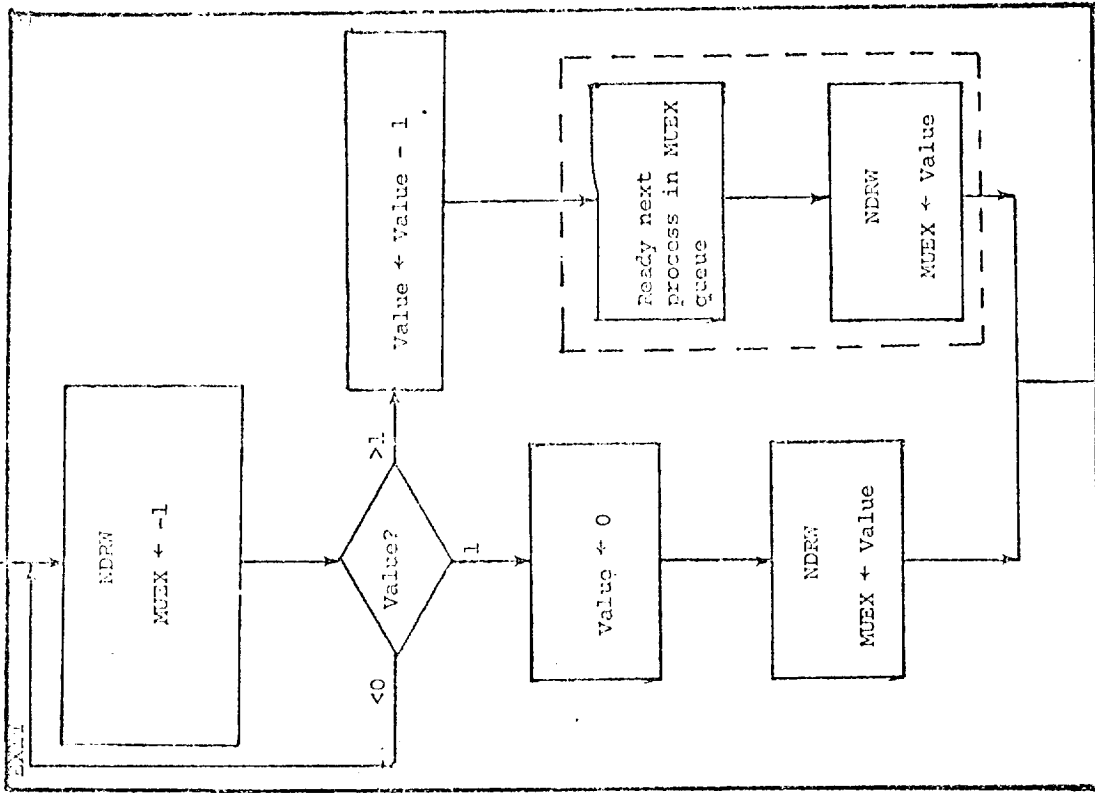 EXIT
NDRW
MUEX ← -1
Value?
<0
>1
1
Value ← Value - 1
Ready next
process in MUEX
queue
NDRW
MUEX ← Value
Value ← 0
NDRW
MUEX ← Value